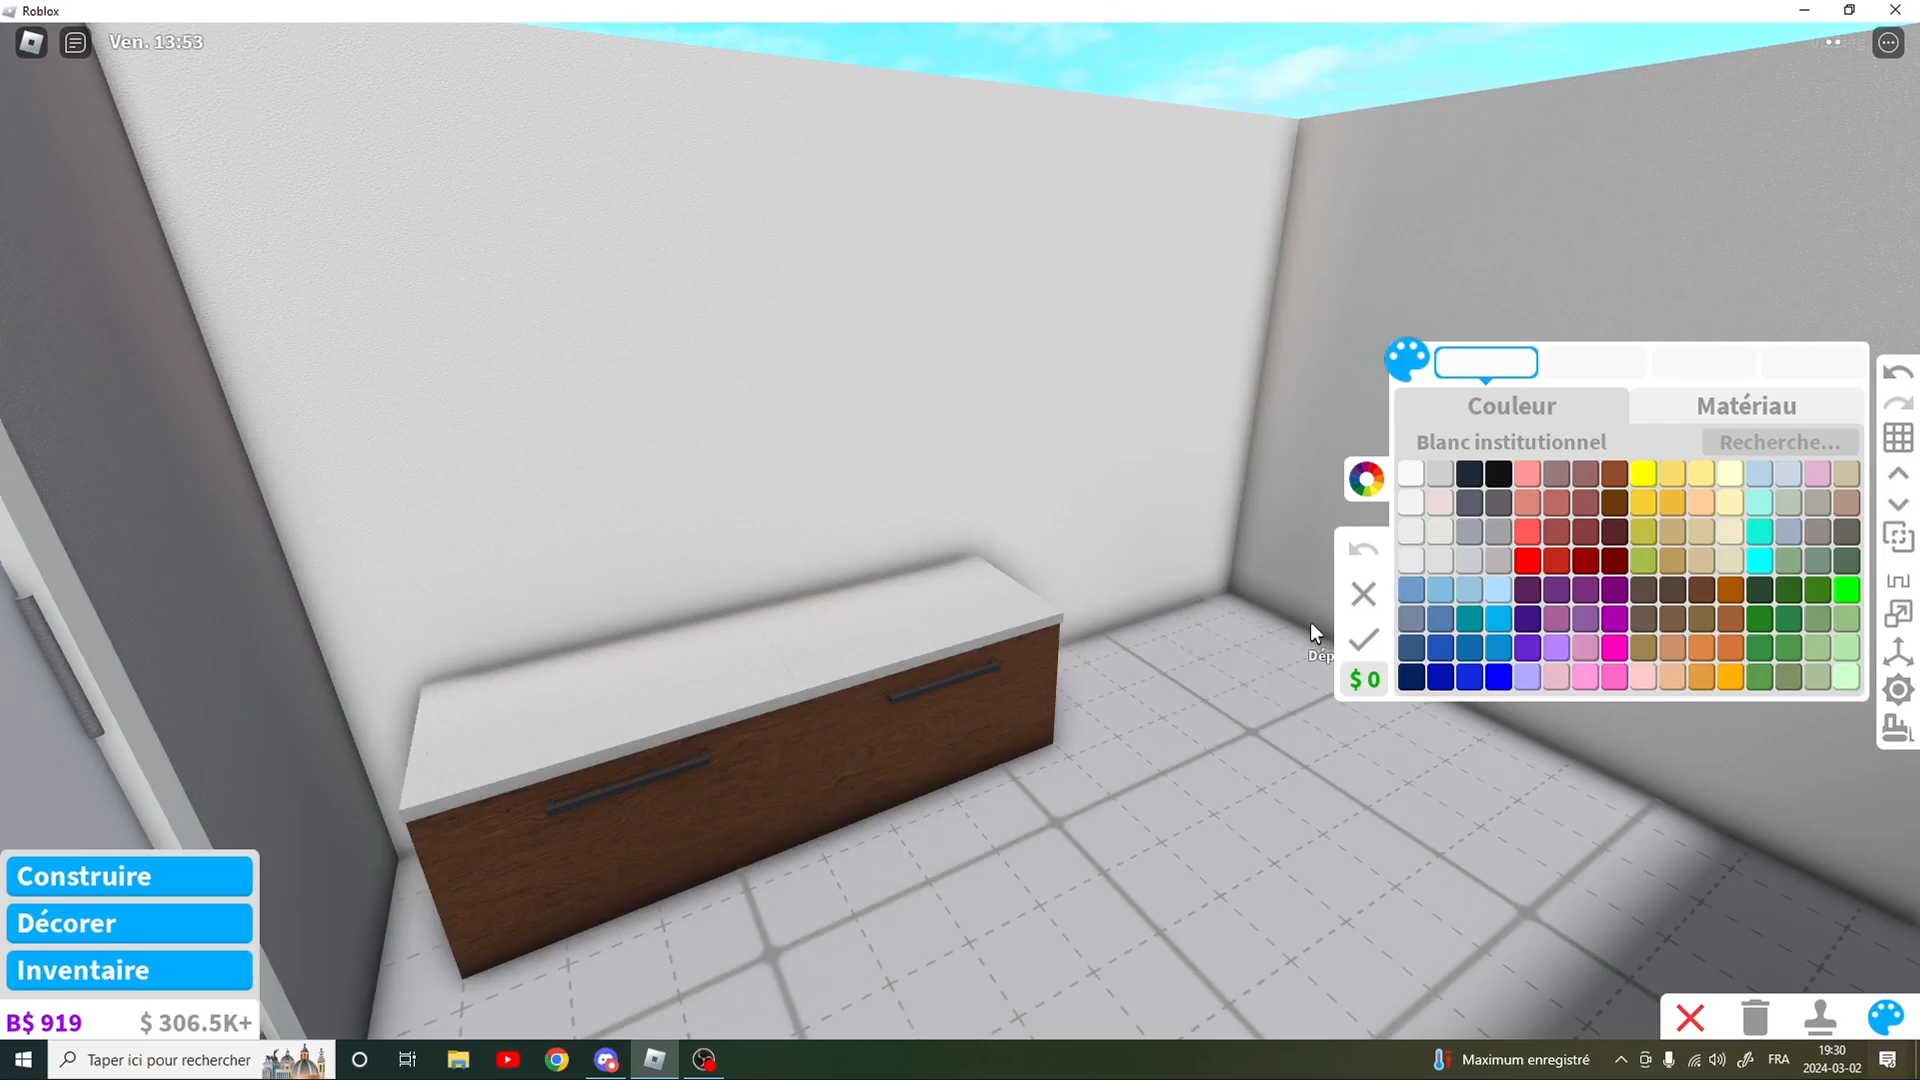 Roblox
Ven. 13:53
Couleur
Matériau
Blanc institutionnel
Recherche...
Dép
$ 0
Construire
Décorer
Inventaire
B$ 919
$ 306.5K+
Taper ici pour rechercher
Maximum enregistré
FRA
19:30
2024-03-02